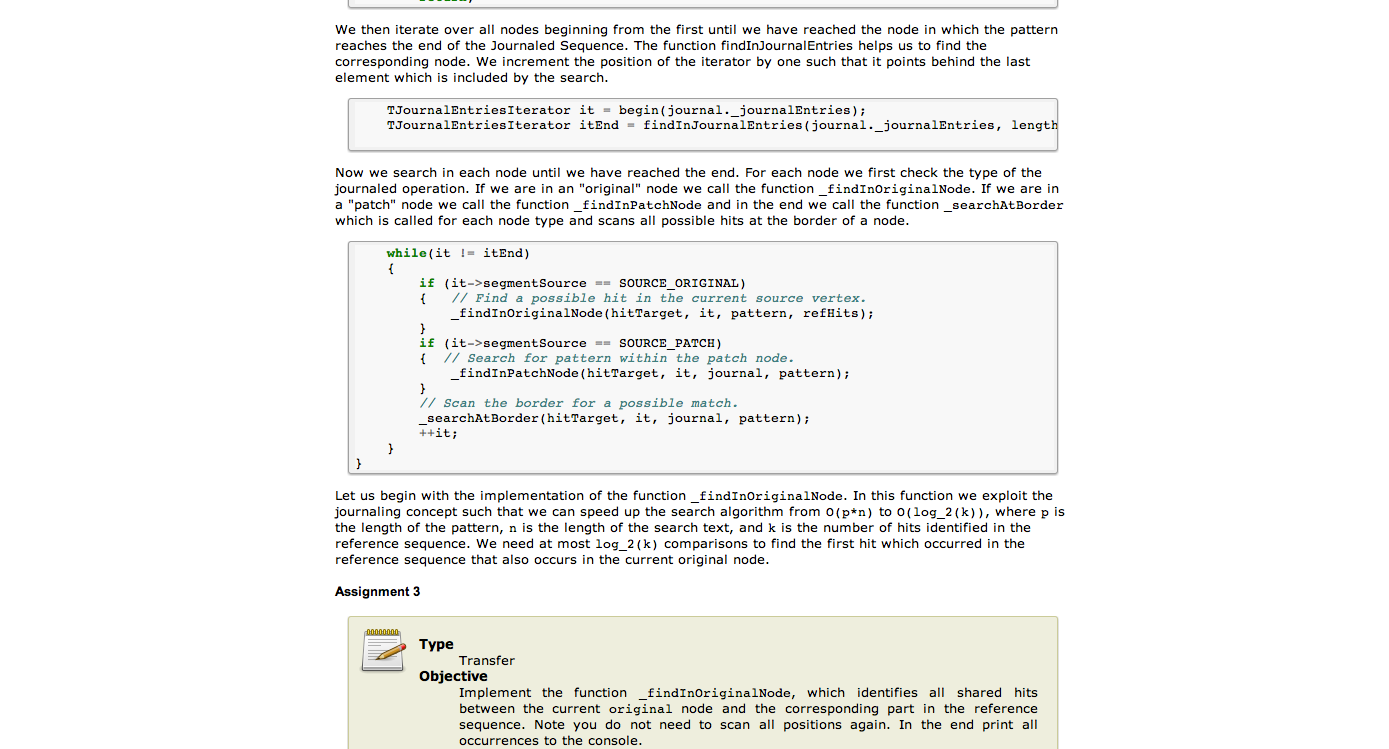 We then iterate over all nodes beginning from the first until we have reached the node in which the pattern
reaches the end of the Journaled Sequence. The function findInJournalEntries helps us to find the
corresponding node. We increment the position of the iterator by one such that it points behind the last
element which is included by the search.
TJournalEntriesIterator it = begin(journal._journalEntries);
TJournalEntriesIterator itEnd = findInJournalEntries(journal._journalEntries, length
Now we search in each node until we have reached the end. For each node we first check the type of the
journaled operation. If we are in an "original" node we call the function _findInOriginalNode. If we are in
a "patch" node we call the function _findInPatchNode and in the end we call the function _searchAtBorder
which is called for each node type and scans all possible hits at the border of a node.
while(it != itEnd)
{
if (it->segmentSource == SOURCE_ORIGINAL)
{ // Find a possible hit in the current source vertex.
_findInOriginalNode(hitTarget, it, pattern, refHits);
}
if (it->segmentSource == SOURCE_PATCH)
{ // Search for pattern within the patch node.
_findInPatchNode(hitTarget, it, journal, pattern);
}
// Scan the border for a possible match.
_searchAtBorder(hitTarget, it, journal, pattern);
++it;
}
}
Let us begin with the implementation of the function _findInOriginalNode. In this function we exploit the
journaling concept such that we can speed up the search algorithm from O(p*n) to O(log_2(k)), where p is
the length of the pattern, n is the length of the search text, and k is the number of hits identified in the
reference sequence. We need at most log_2(k) comparisons to find the first hit which occurred in the
reference sequence that also occurs in the current original node.
Assignment 3
Type
Transfer
Objective
Implement the function _findInOriginalNode, which identifies all shared hits
between the current original node and the corresponding part in the reference
sequence. Note you do not need to scan all positions again. In the end print all
occurrences to the console.